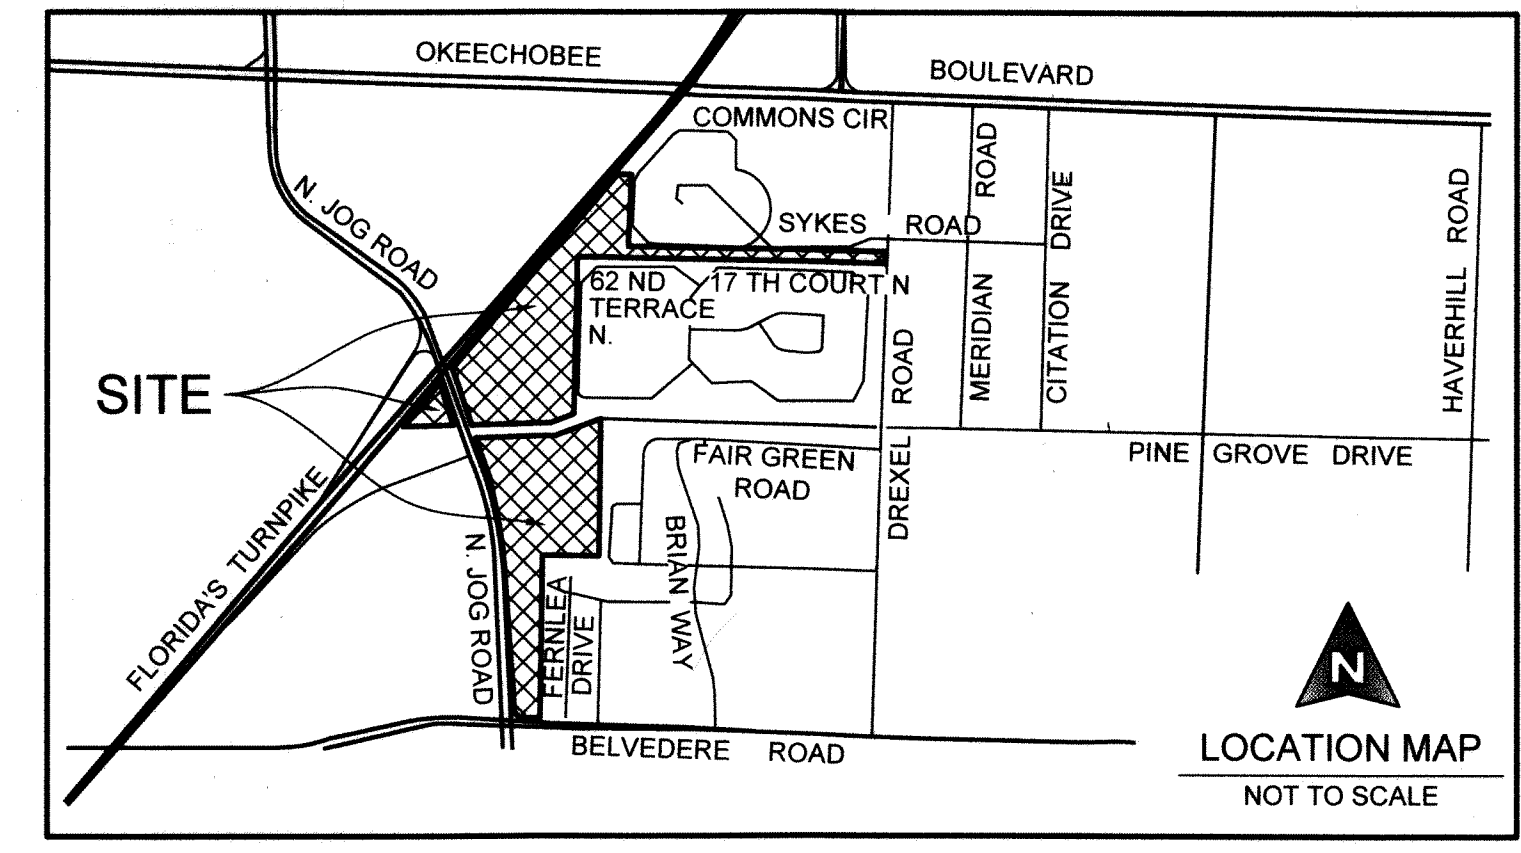 OKEECHOBEE BOULEVARD
COMMONS CIR
N. JOG ROAD
SYKES ROAD
ROAD
MERIDIAN
CITATION DRIVE
HAVERHILL ROAD
62 ND
TERRACE
N.
17 TH COURT N
SITE
DREXEL ROAD
PINE GROVE DRIVE
FAIR GREEN
ROAD
FLORIDA'S TURNPIKE
N. JOG ROAD
BRIAN WAY
FERNLEA
DRIVE
BELVEDERE ROAD
N
LOCATION MAP
NOT TO SCALE